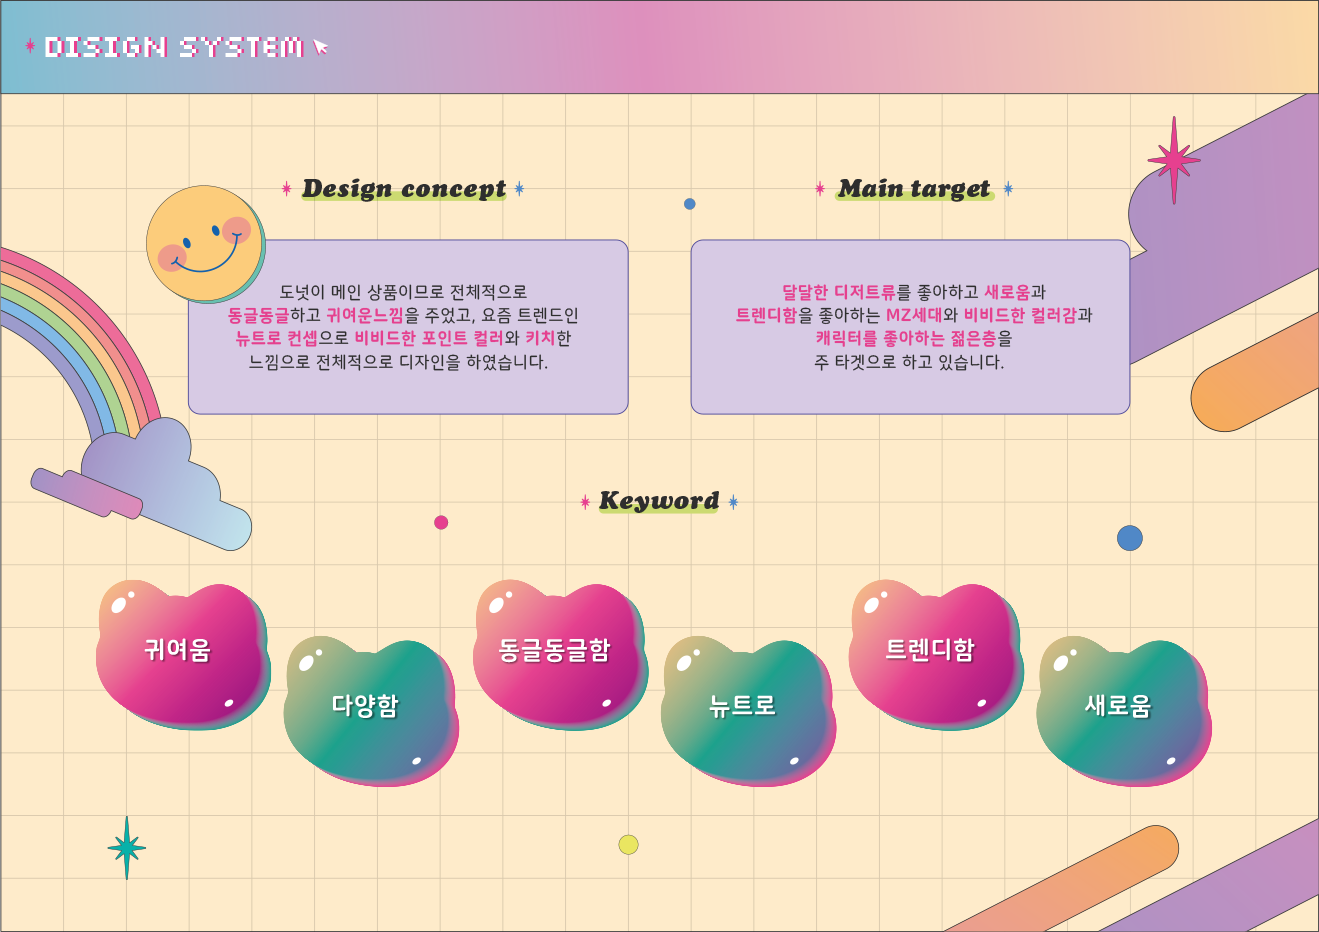 DESIGN SYSTEM
Design concept
도넛이 메인 상품이므로 전체적으로
동글동글하고 귀여운느낌을 주었고, 요즘 트렌드인
뉴트로 컨셉으로 비비드한 포인트 컬러와 키치한
느낌으로 전체적으로 디자인을 하였습니다.
Main target
달달한 디저트류를 좋아하고 새로움과
트렌디함을 좋아하는 MZ세대와 비비드한 컬러감과
캐릭터를 좋아하는 젊은층을
주 타겟으로 하고 있습니다.
Keyword
귀여움
다양함
동글동글함
뉴트로
트렌디함
새로움